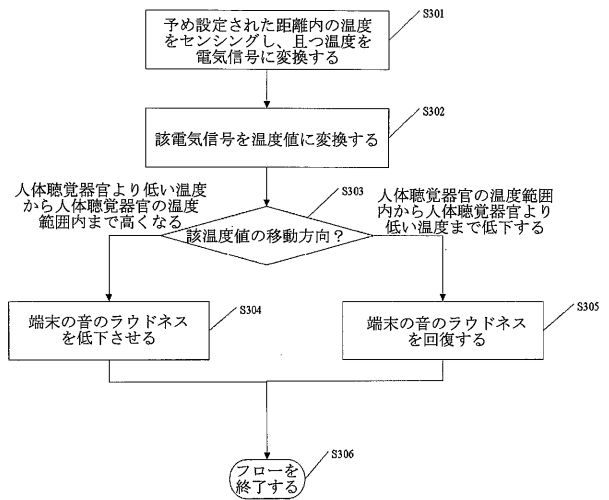 予め設定された距離内の温度
をセンシングし、且つ温度を
電気信号に変換する
S301
該電気信号を温度値に変換する
S302
人体聴覚器官より低い温度
から人体聴覚器官の温度
範囲内まで高くなる
S303
該温度値の移動方向？
人体聴覚器官の温度範囲
内から人体聴覚器官より
低い温度まで低下する
端末の音のラウドネス
を低下させる
S304
端末の音のラウドネス
を回復する
S305
フローを
終了する
S306